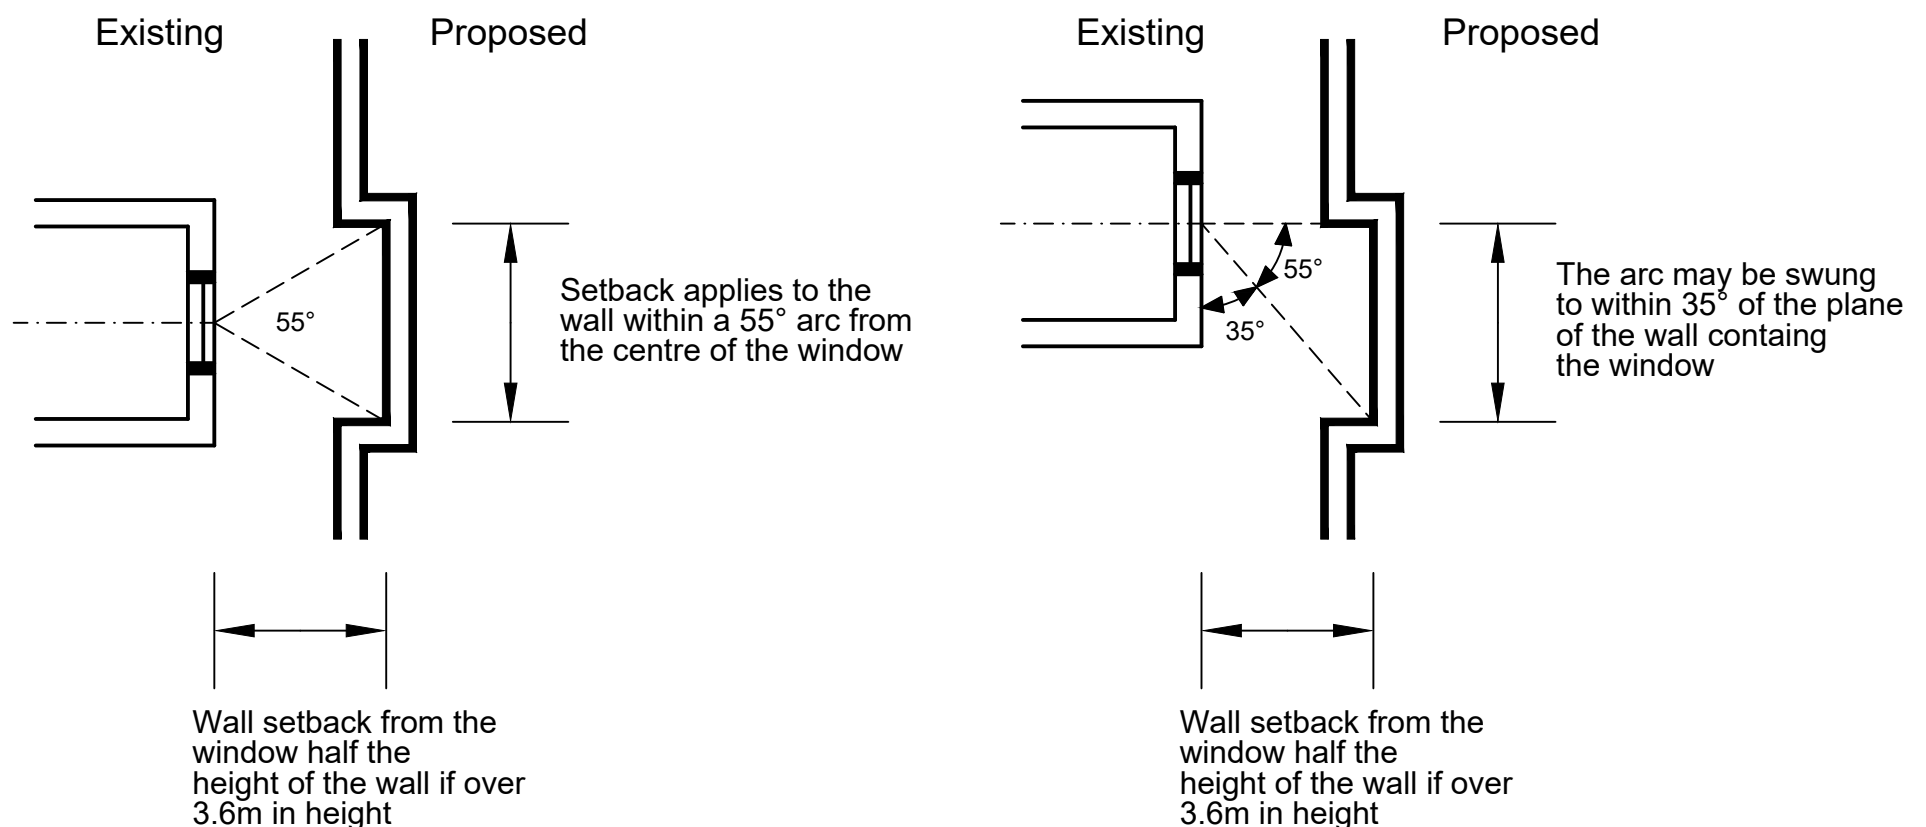 Existing
Proposed
55°
Setback applies to the
wall within a 55° arc from
the centre of the window
Wall setback from the
window half the
height of the wall if over
3.6m in height
Existing
Proposed
55°
35°
The arc may be swung
to within 35° of the plane
of the wall containg
the window
Wall setback from the
window half the
height of the wall if over
3.6m in height